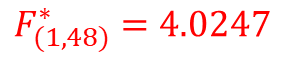 F*(1,48) = 4.0247